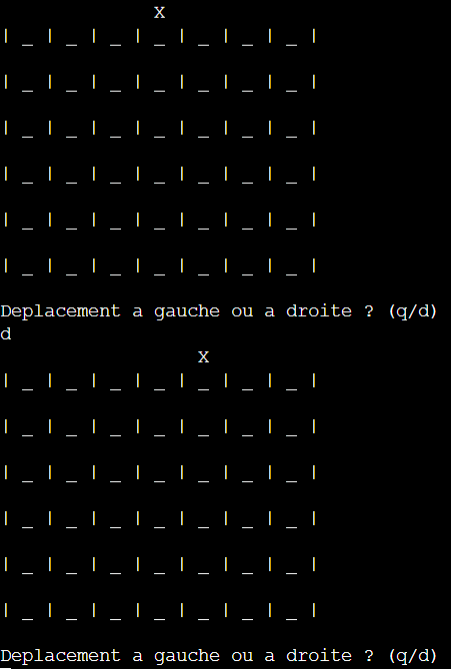 X
| _ | _ | _ | _ | _ | _ | _ |
| _ | _ | _ | _ | _ | _ | _ |
| _ | _ | _ | _ | _ | _ | _ |
| _ | _ | _ | _ | _ | _ | _ |
| _ | _ | _ | _ | _ | _ | _ |
| _ | _ | _ | _ | _ | _ | _ |
Deplacement a gauche ou a droite ? (q/d)
d
                  X
| _ | _ | _ | _ | _ | _ | _ |
| _ | _ | _ | _ | _ | _ | _ |
| _ | _ | _ | _ | _ | _ | _ |
| _ | _ | _ | _ | _ | _ | _ |
| _ | _ | _ | _ | _ | _ | _ |
| _ | _ | _ | _ | _ | _ | _ |
Deplacement a gauche ou a droite ? (q/d)